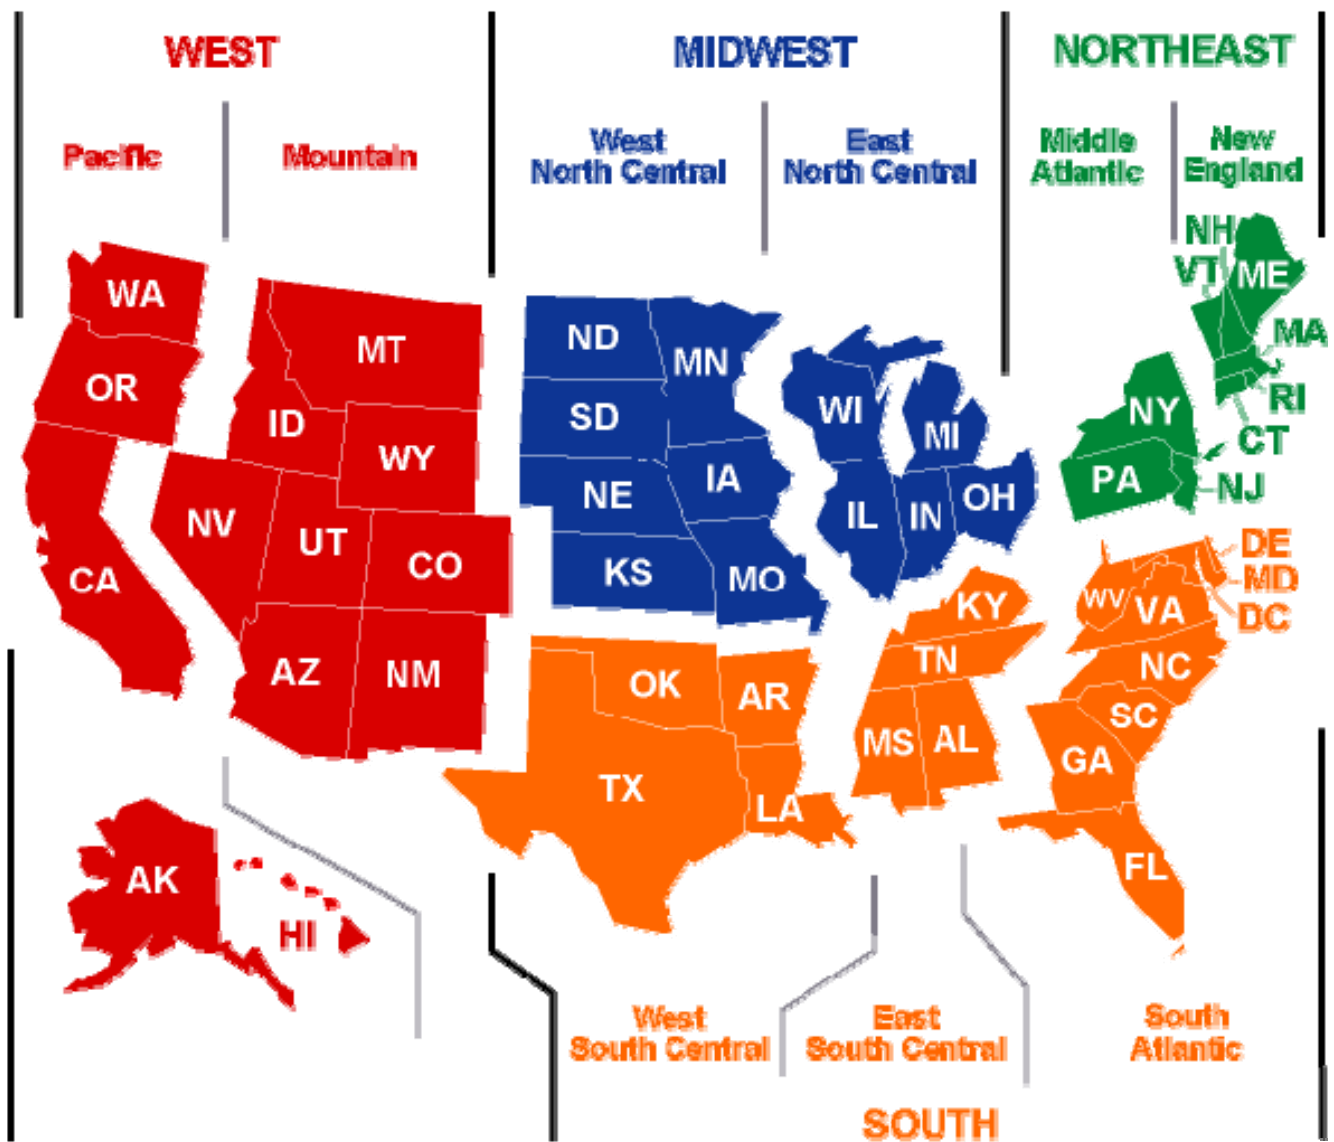 WEST
MIDWEST
NORTHEAST
Pacific
Mountain
West
North Central
East
North Central
Middle
Atlantic
New
England
WA
OR
CA
MT
ID
WY
NV
UT
CO
AZ
NM
AK
HI
ND
MN
SD
IA
NE
KS
MO
WI
MI
IL
IN
OH
NH
VT
ME
MA
RI
CT
NY
PA
NJ
OK
AR
TX
LA
KY
TN
MS
AL
DE
MD
DC
WV
VA
NC
SC
GA
FL
West
South Central
East
South Central
South
Atlantic
SOUTH